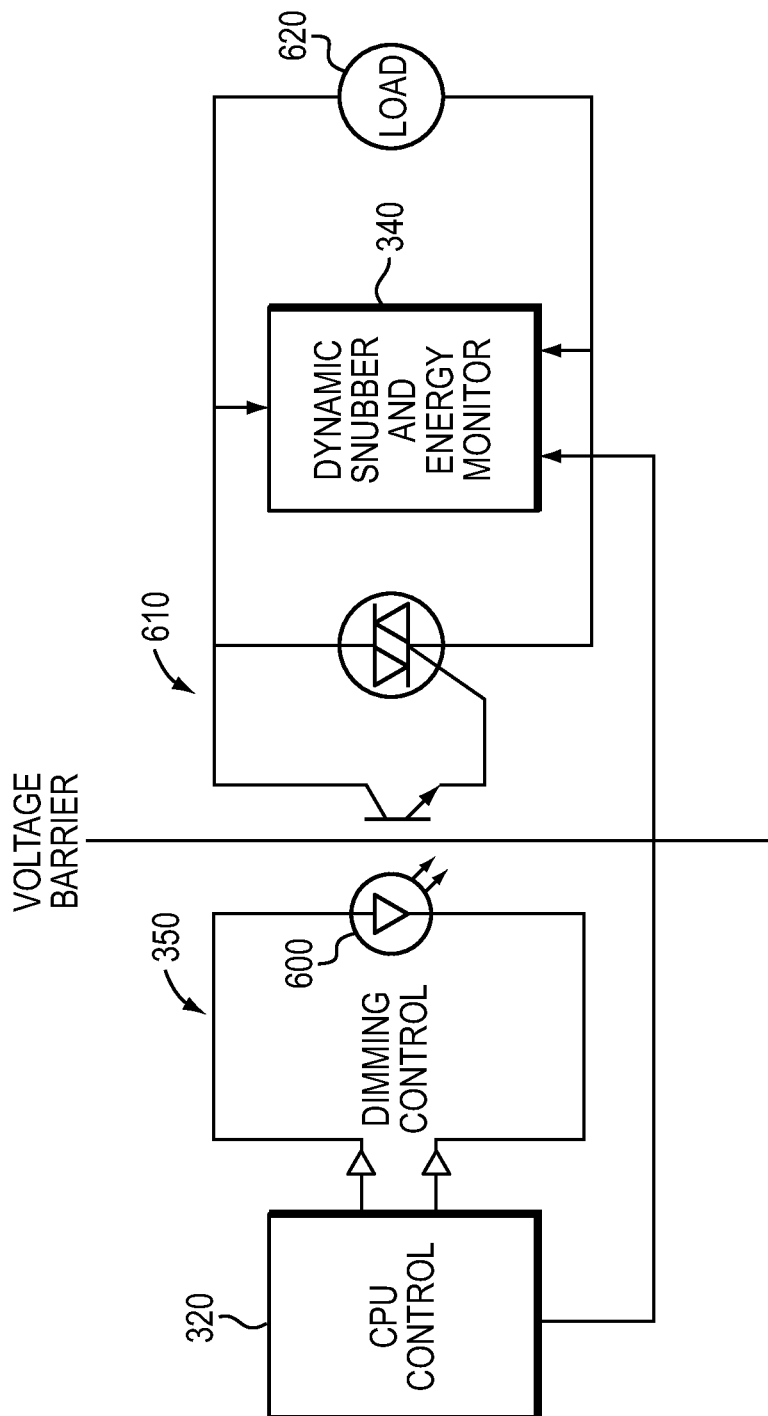 VOLTAGE
BARRIER
320
CPU
CONTROL
350
DIMMING
CONTROL
600
610
DYNAMIC
SNUBBER
AND
ENERGY
MONITOR
340
LOAD
620